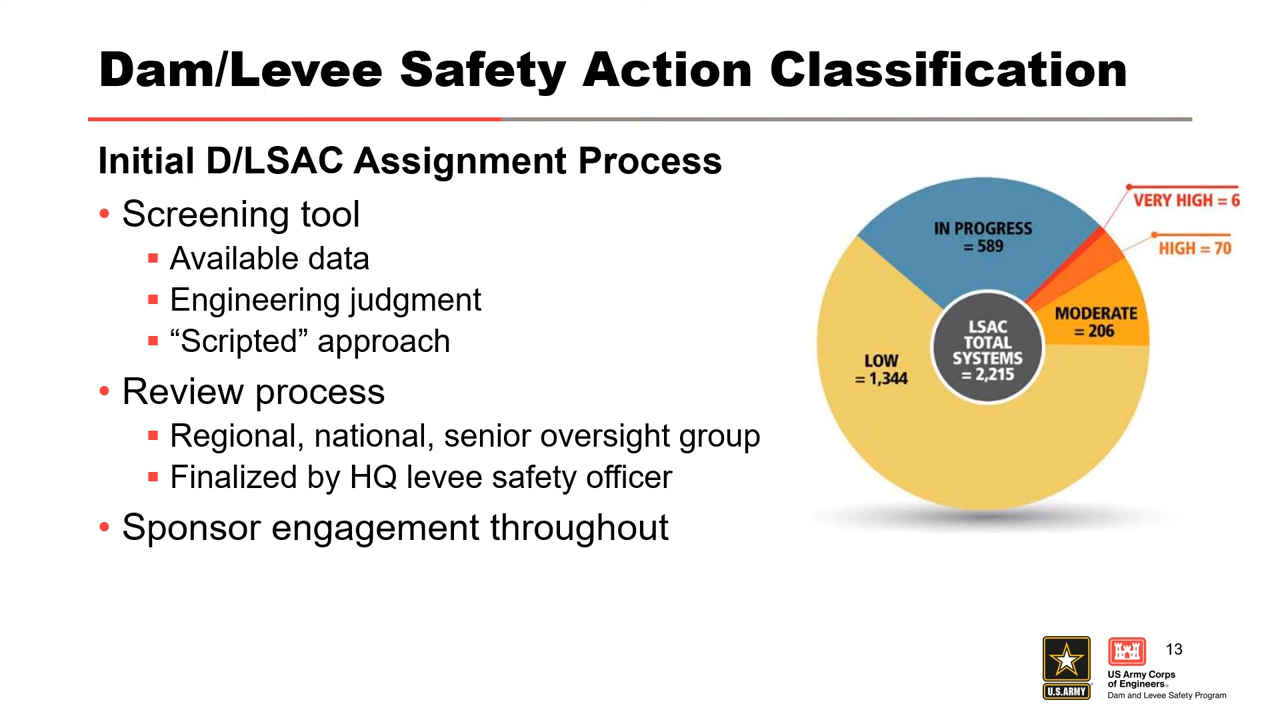 Dam/Levee Safety Action Classification
Initial D/LSAC Assignment Process
• Screening tool
▪ Available data
▪ Engineering judgment
▪ “Scripted” approach
• Review process
▪ Regional, national, senior oversight group
▪ Finalized by HQ levee safety officer
• Sponsor engagement throughout
IN PROGRESS
= 589
VERY HIGH = 6
HIGH = 70
MODERATE
= 206
LSAC
TOTAL
SYSTEMS
= 2,215
LOW
= 1,344
U.S.ARMY
US Army Corps
of Engineers®
Dam and Levee Safety Program
13